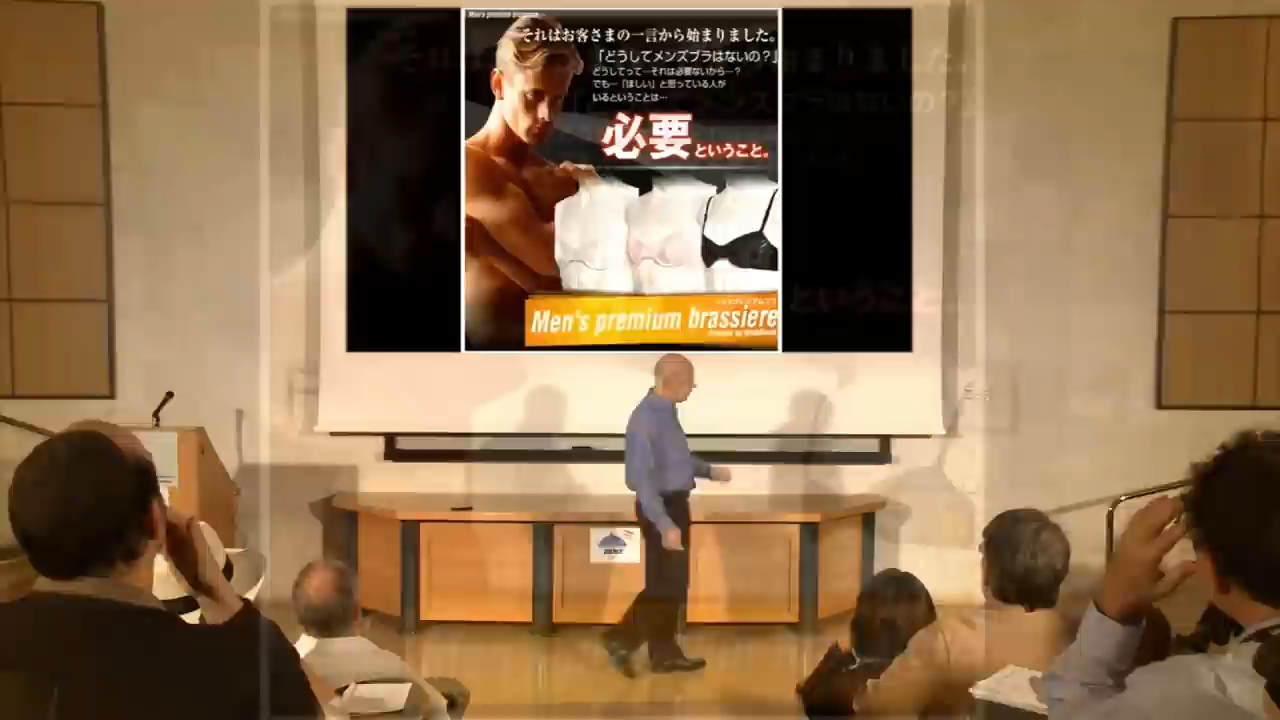 Men's premium brassiere
それはお客さまの一言から始まりました。
「どうしてメンズブラはないの?」
どうしてって…それは必要ないから…?
でも…「ほしい」と思っている人が
いるということは…
必要ということ。
Men's premium brassiere